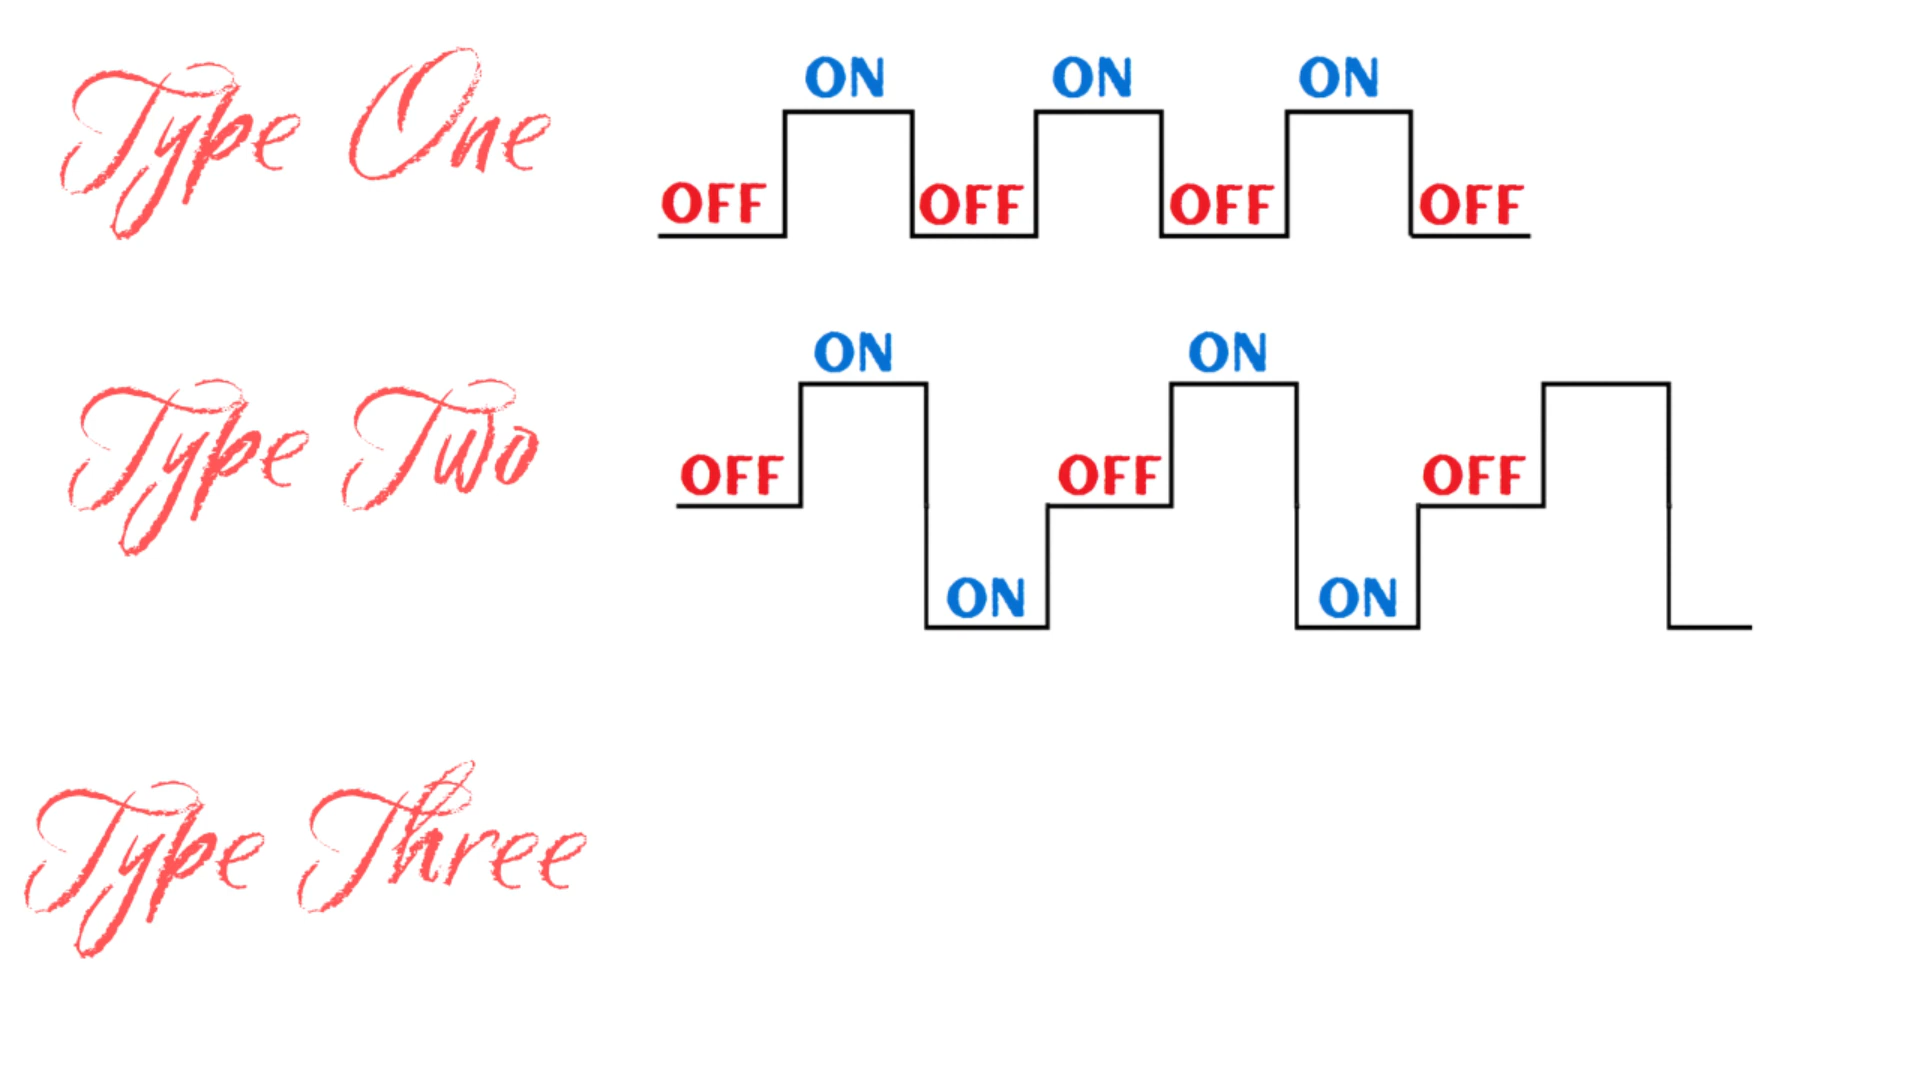 Type One
ON ON ON
OFF OFF OFF OFF
Type Two
ON ON
OFF OFF OFF
ON ON
Type Three